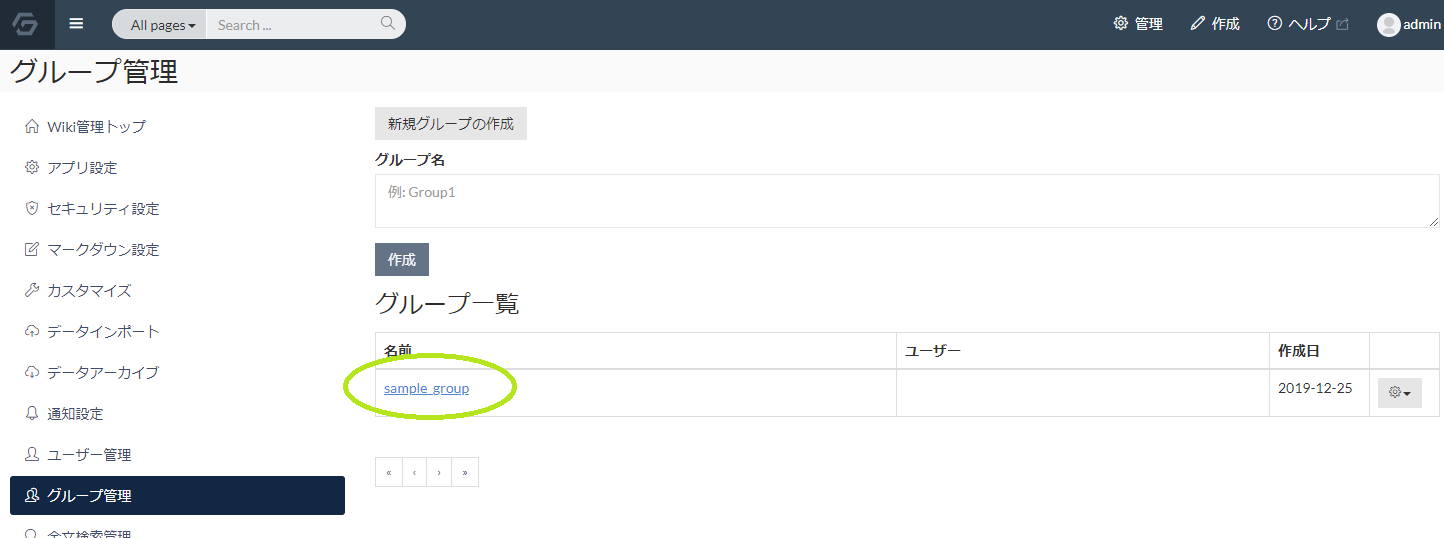 All pages
Search ...
管理
作成
ヘルプ
admin
グループ管理
Wiki管理トップ
アプリ設定
セキュリティ設定
マークダウン設定
カスタマイズ
データインポート
データアーカイブ
通知設定
ユーザー管理
グループ管理
全文検索管理
新規グループの作成
グループ名
例: Group1
作成
グループ一覧
名前 ユーザー 作成日
sample_group 2019-12-25
« ‹ › »